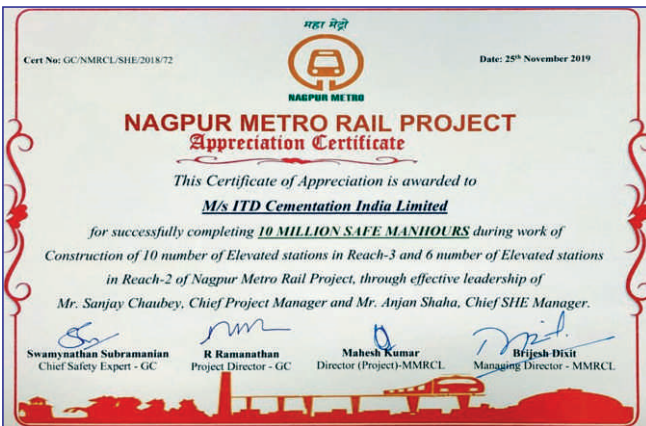 महा मेट्रो
Cert No: GC/NMRCL/SHE/2018/72
Date: 25th November 2019
NAGPUR METRO
NAGPUR METRO RAIL PROJECT
Appreciation Certificate
This Certificate of Appreciation is awarded to
M/s ITD Cementation India Limited
for successfully completing 10 MILLION SAFE MANHOURS during work of
Construction of 10 number of Elevated stations in Reach-3 and 6 number of Elevated stations
in Reach-2 of Nagpur Metro Rail Project, through effective leadership of
Mr. Sanjay Chaubey, Chief Project Manager and Mr. Anjan Shaha, Chief SHE Manager.
Swamynathan Subramanian
Chief Safety Expert - GC
R Ramanathan
Project Director - GC
Mahesh Kumar
Director (Project)-MMRCL
Brijesh Dixit
Managing Director - MMRCL